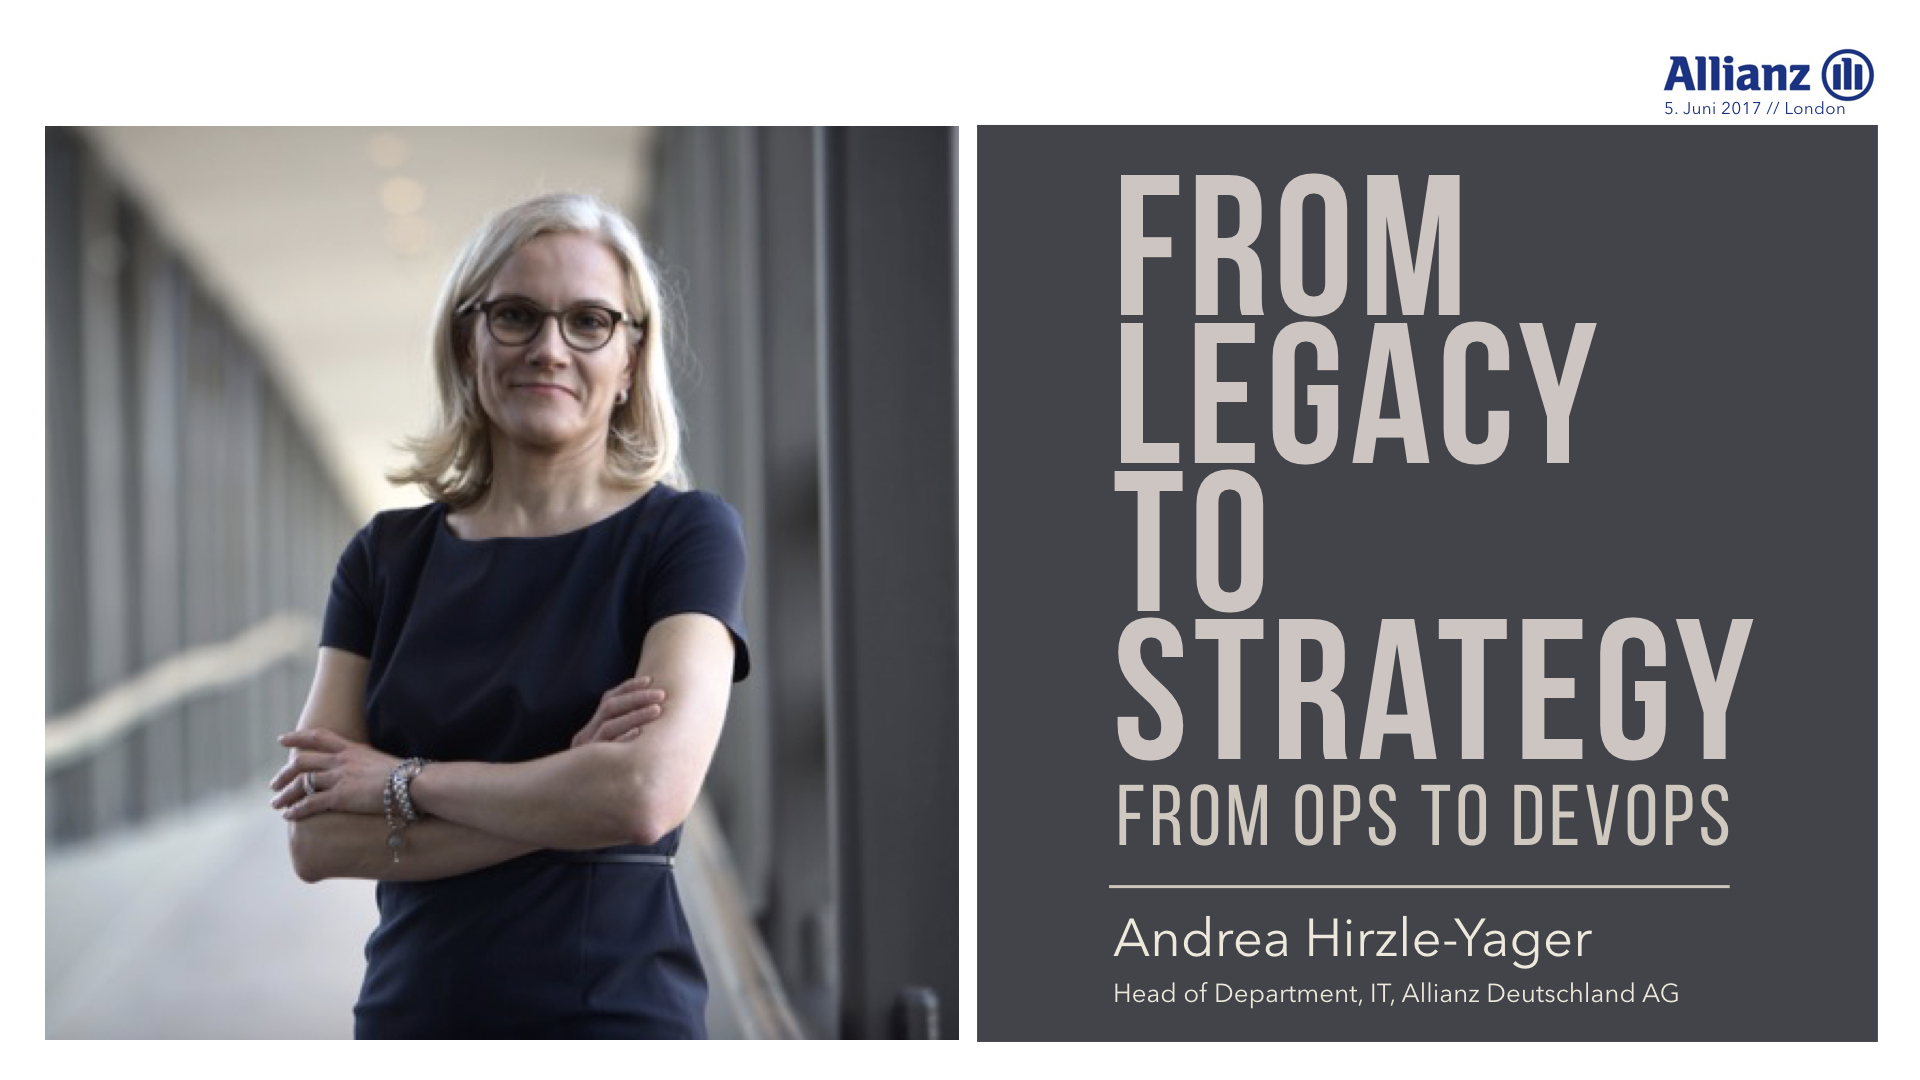 Allianz
5. Juni 2017 // London
FROM
LEGACY
TO
STRATEGY
FROM OPS TO DEVOPS
Andrea Hirzle-Yager
Head of Department, IT, Allianz Deutschland AG